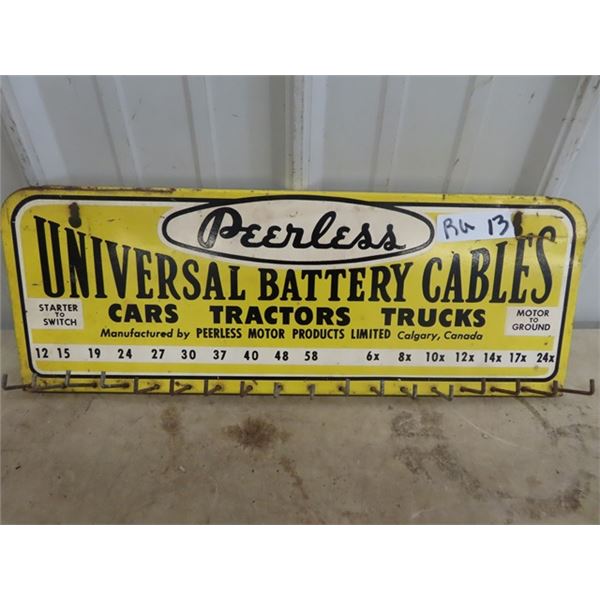 Peerless
BU 138
UNIVERSAL BATTERY CABLES
STARTER
TO
SWITCH
CARS TRACTORS TRUCKS
MOTOR
TO
GROUND
Manufactured by PEERLESS MOTOR PRODUCTS LIMITED Calgary, Canada
12 15 19 24 27 30 37 40 48 58 6x 8x 10x 12x 14x 17x 24x